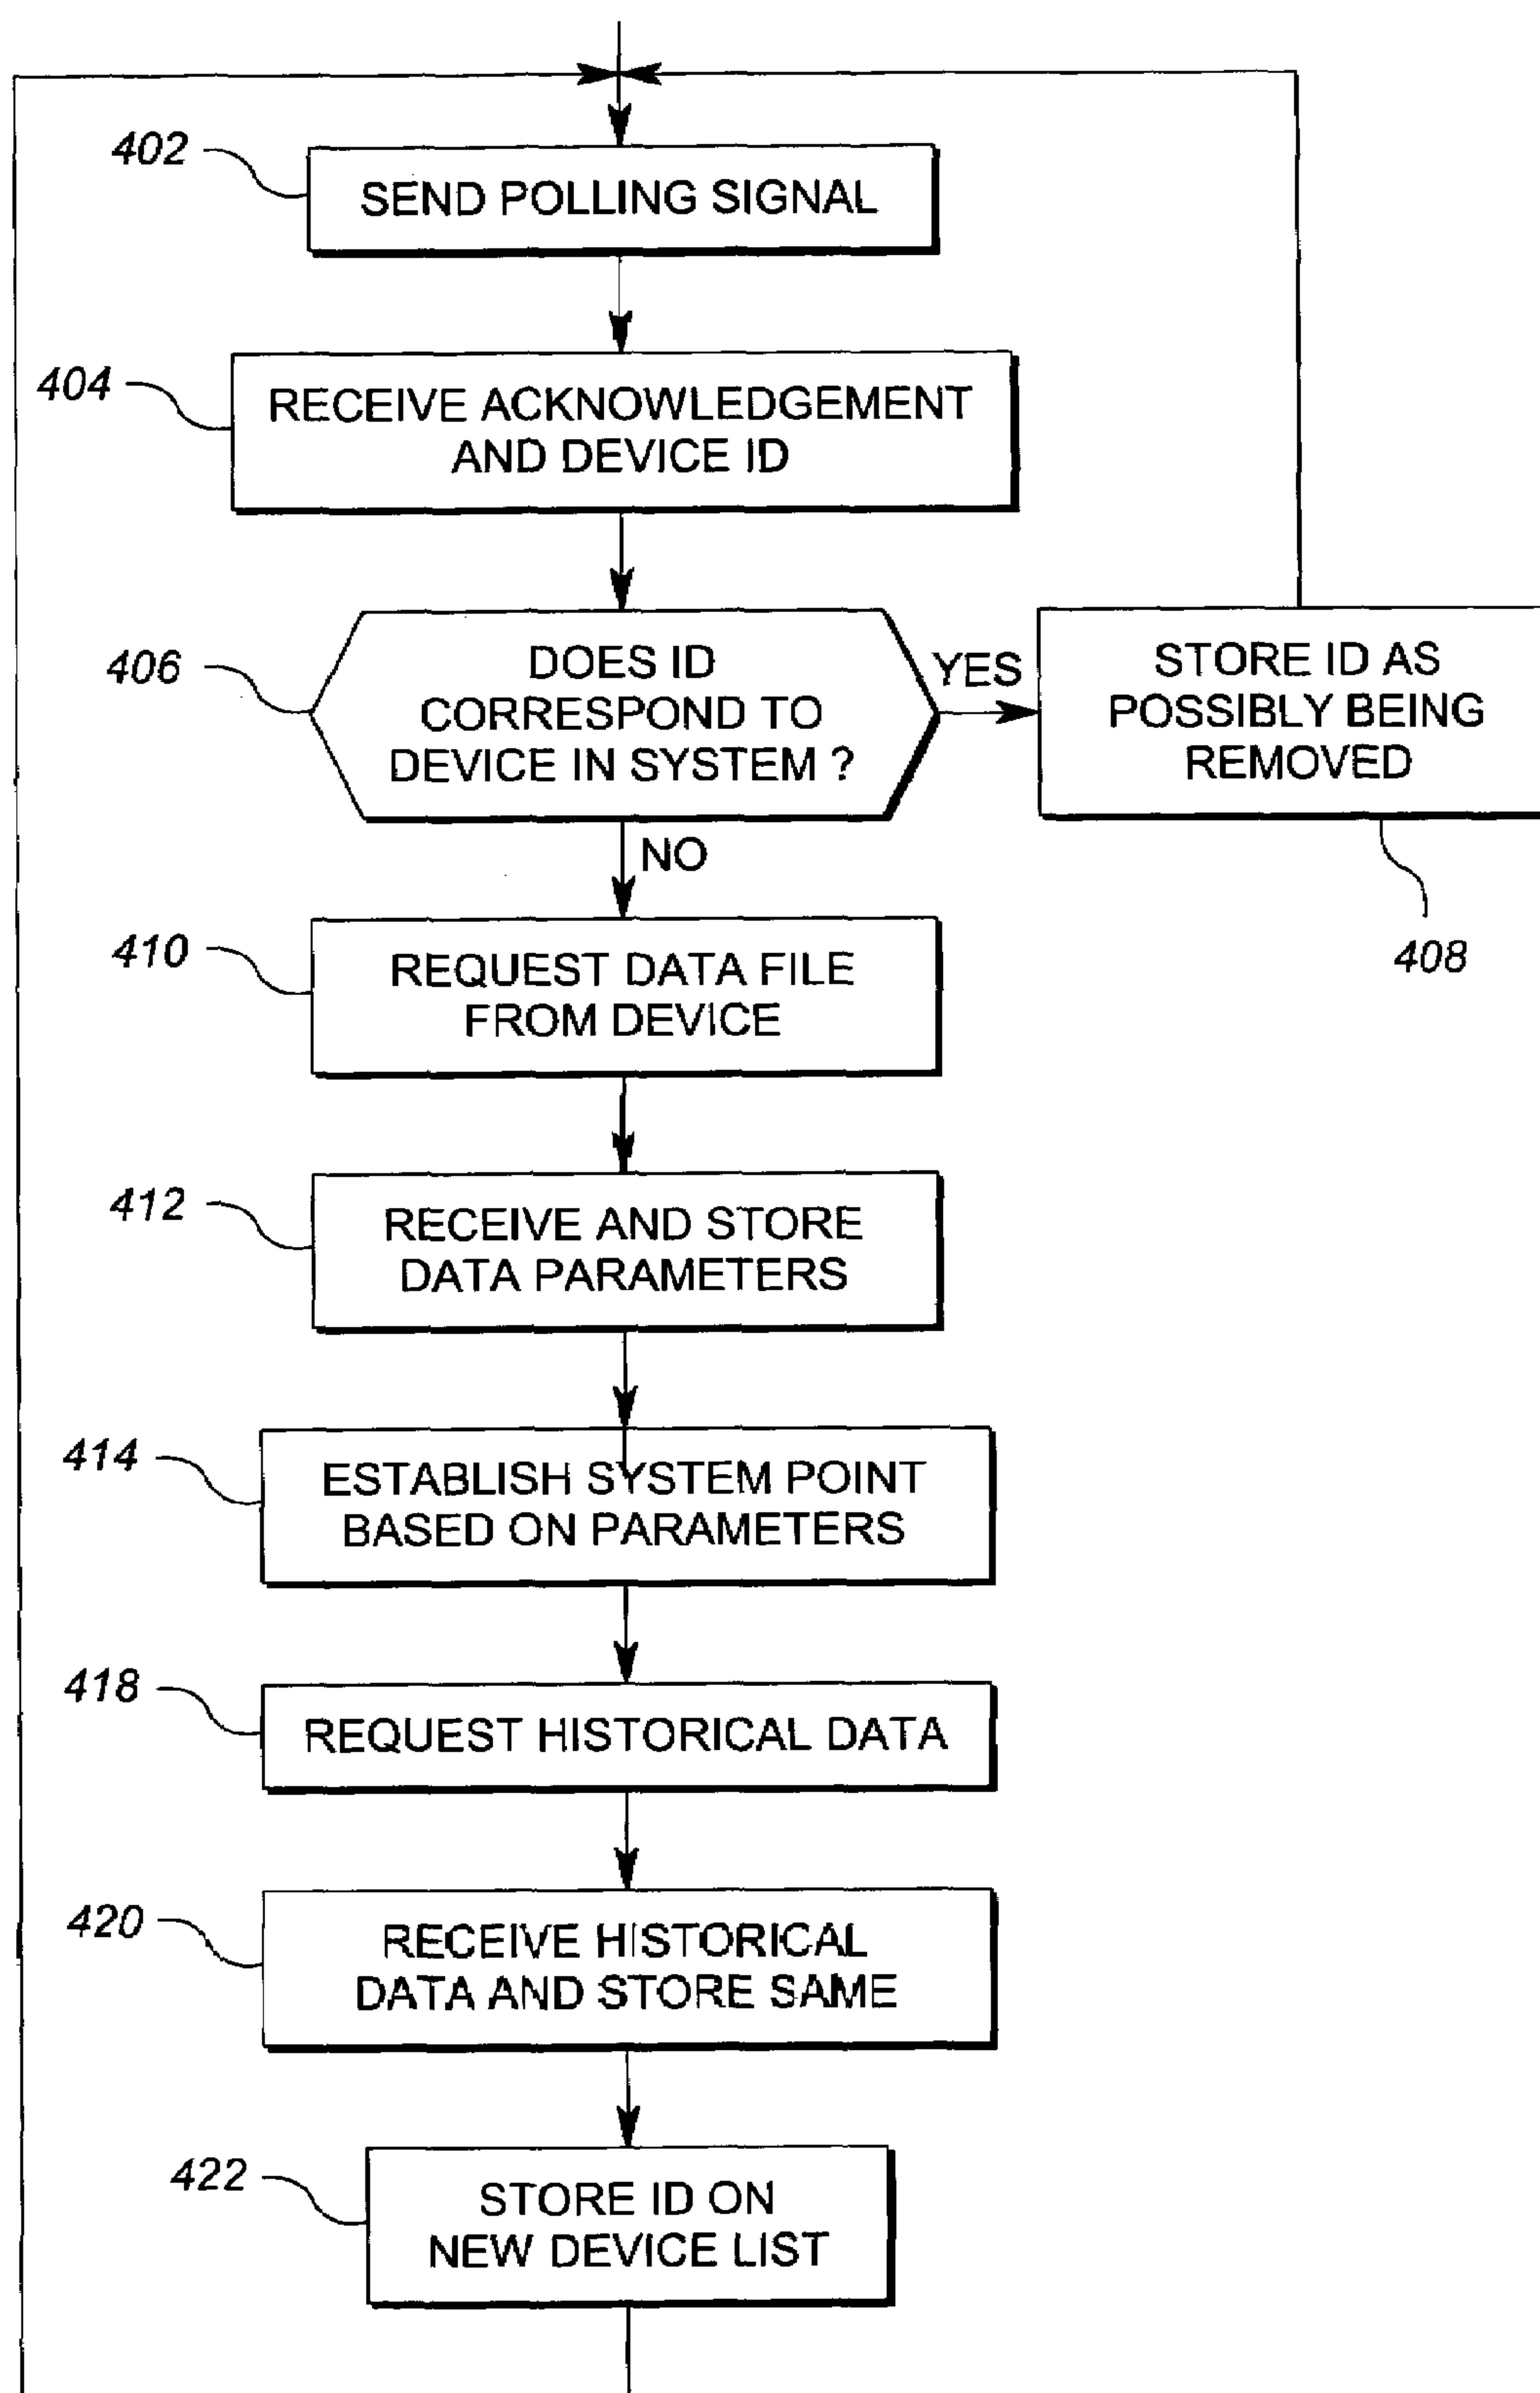 402
SEND POLLING SIGNAL
404
RECEIVE ACKNOWLEDGEMENT
AND DEVICE ID
406
DOES ID
CORRESPOND TO
DEVICE IN SYSTEM ?
YES
STORE ID AS
POSSIBLY BEING
REMOVED
408
NO
410
REQUEST DATA FILE
FROM DEVICE
412
RECEIVE AND STORE
DATA PARAMETERS
414
ESTABLISH SYSTEM POINT
BASED ON PARAMETERS
418
REQUEST HISTORICAL DATA
420
RECEIVE HISTORICAL
DATA AND STORE SAME
422
STORE ID ON
NEW DEVICE LIST